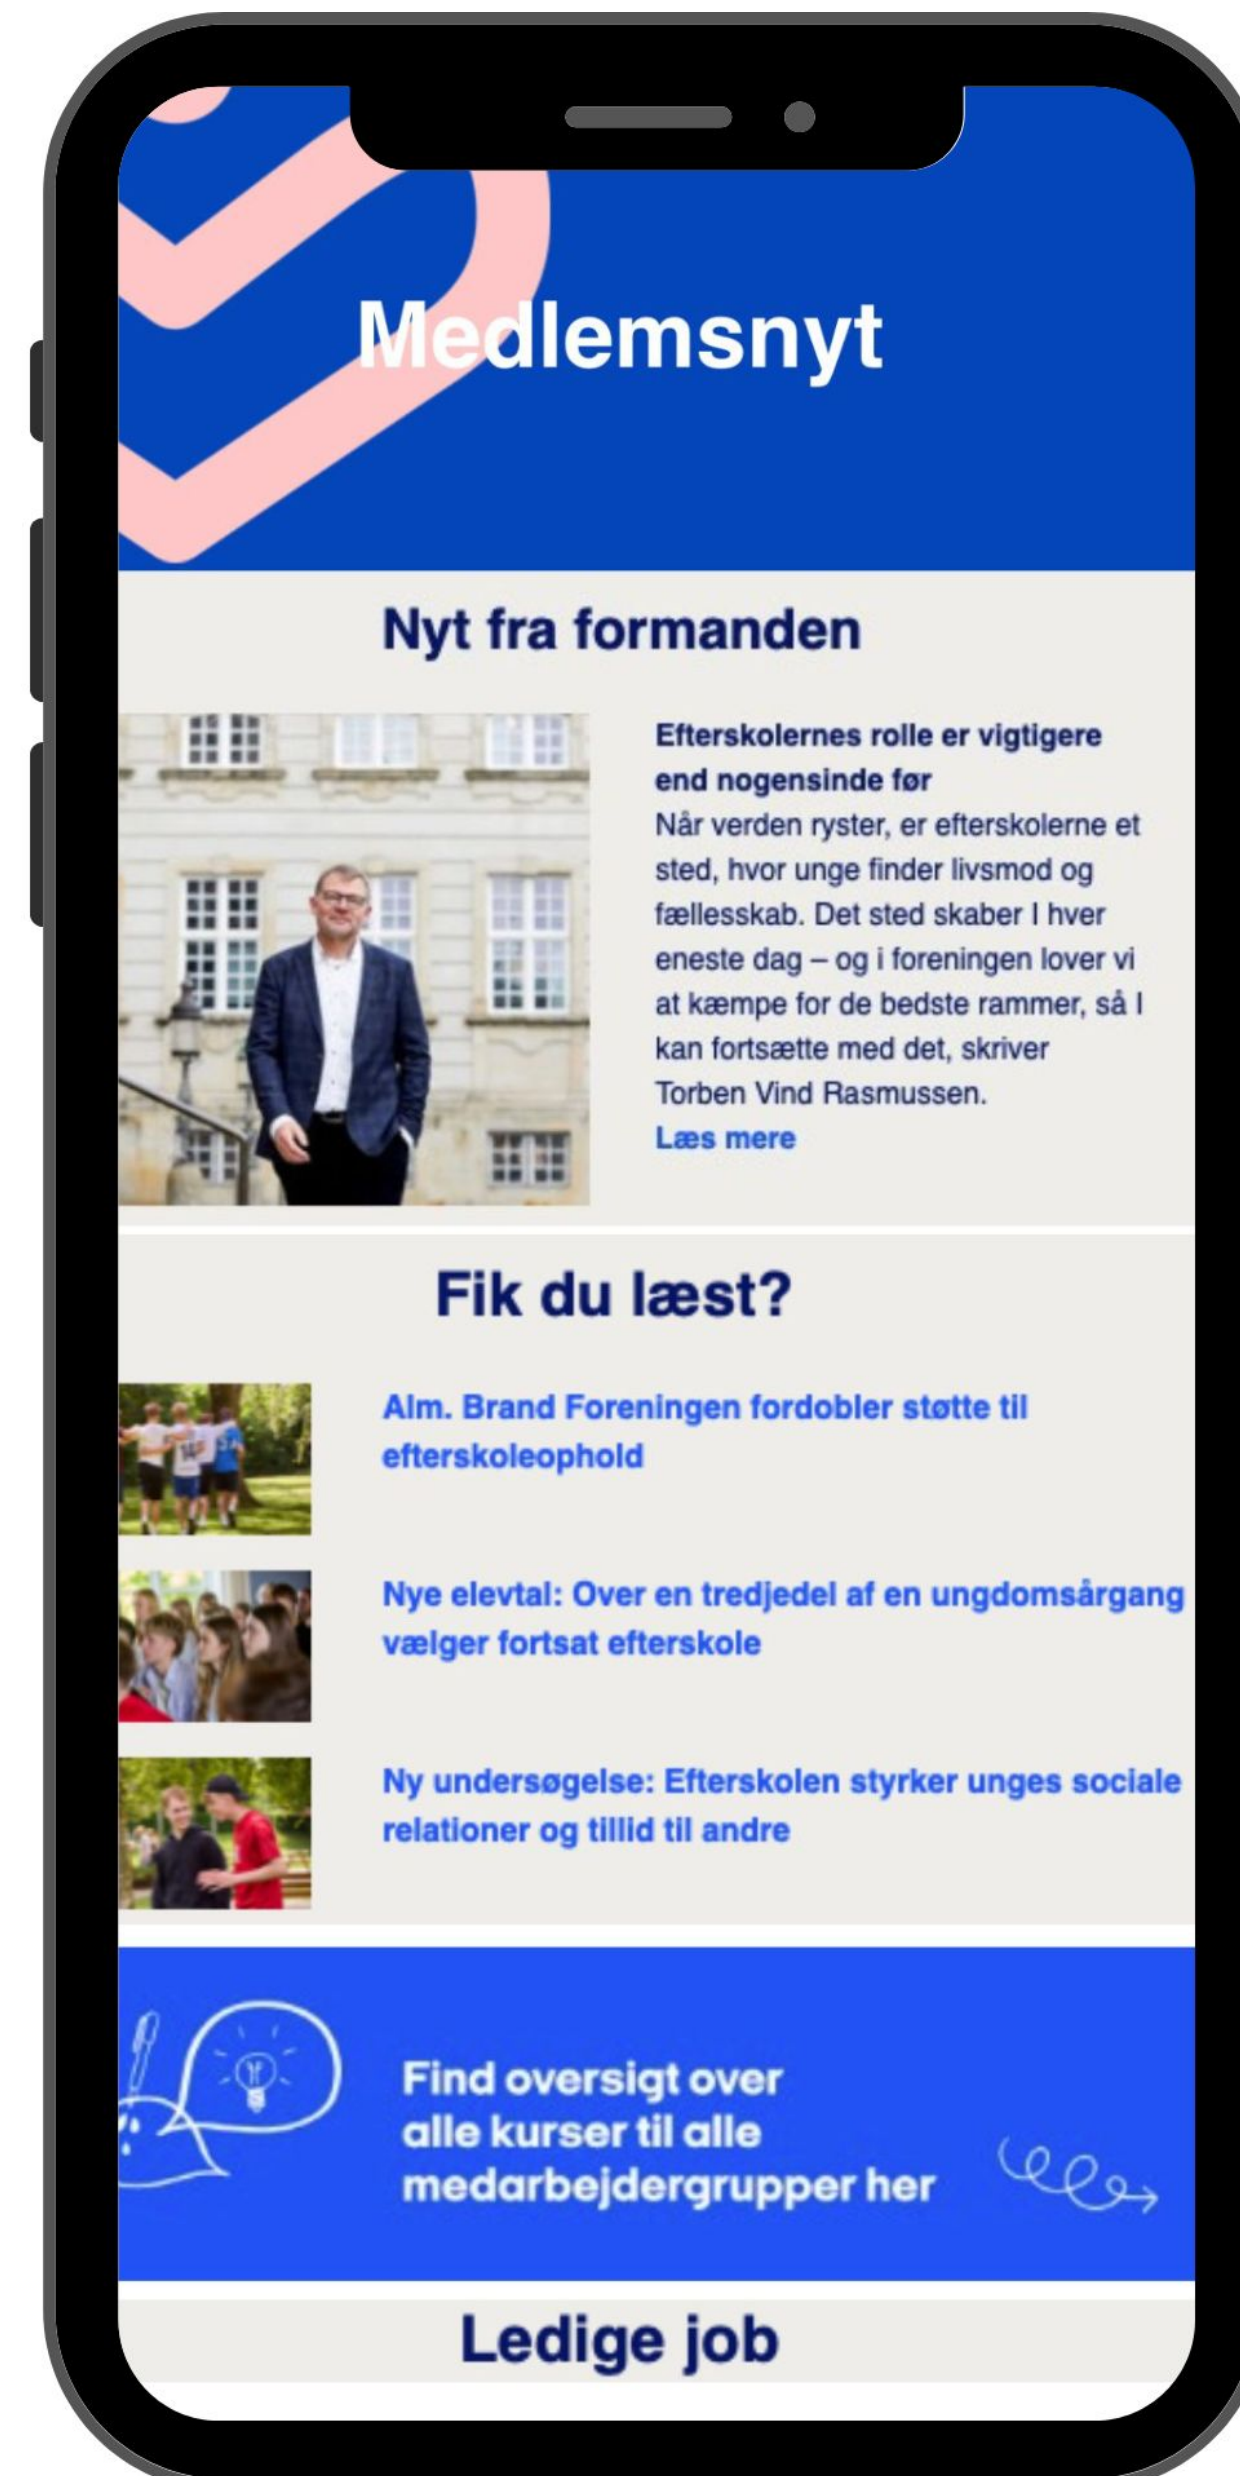 Medlemsnyt
Nyt fra formanden
Efterskolernes rolle er vigtigere
end nogensinde før
Når verden ryster, er efterskolerne et
sted, hvor unge finder livsmod og
fællesskab. Det sted skaber I hver
eneste dag – og i foreningen lover vi
at kæmpe for de bedste rammer, så I
kan fortsætte med det, skriver
Torben Vind Rasmussen.
Læs mere
Fik du læst?
Alm. Brand Foreningen fordobler støtte til
efterskoleophold
Nye elevtal: Over en tredjedel af en ungdomsårgang
vælger fortsat efterskole
Ny undersøgelse: Efterskolen styrker unges sociale
relationer og tillid til andre
Find oversigt over
alle kurser til alle
medarbejdergrupper her
Ledige job